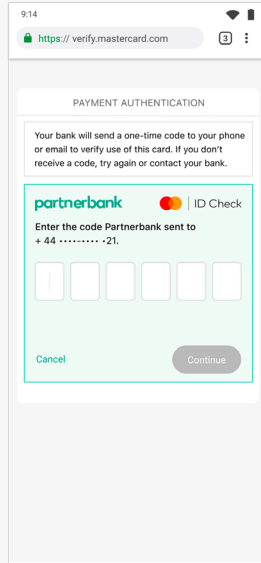 9:14
https:// verify.mastercard.com
3
PAYMENT AUTHENTICATION
Your bank will send a one-time code to your phone
or email to verify use of this card. If you don't
receive a code, try again or contact your bank.
partnerbank
ID Check
Enter the code Partnerbank sent to
+ 44 ••••-•••• •21.
Cancel
Continue